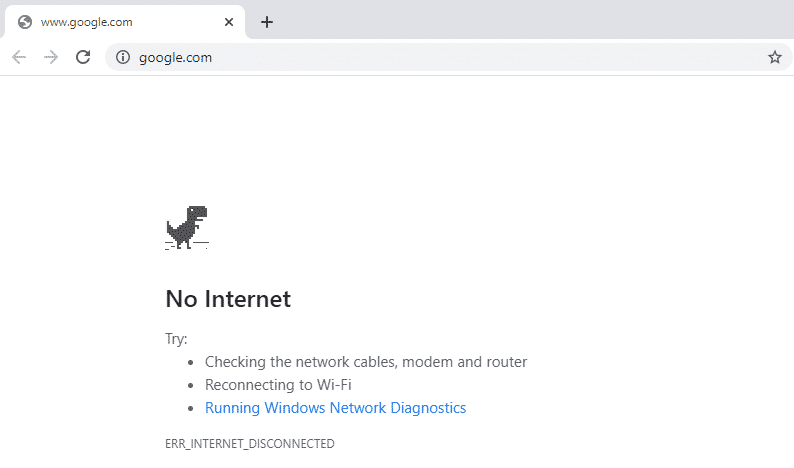 www.google.com
google.com
No Internet
Try:
Checking the network cables, modem and router
Reconnecting to Wi-Fi
Running Windows Network Diagnostics
ERR_INTERNET_DISCONNECTED